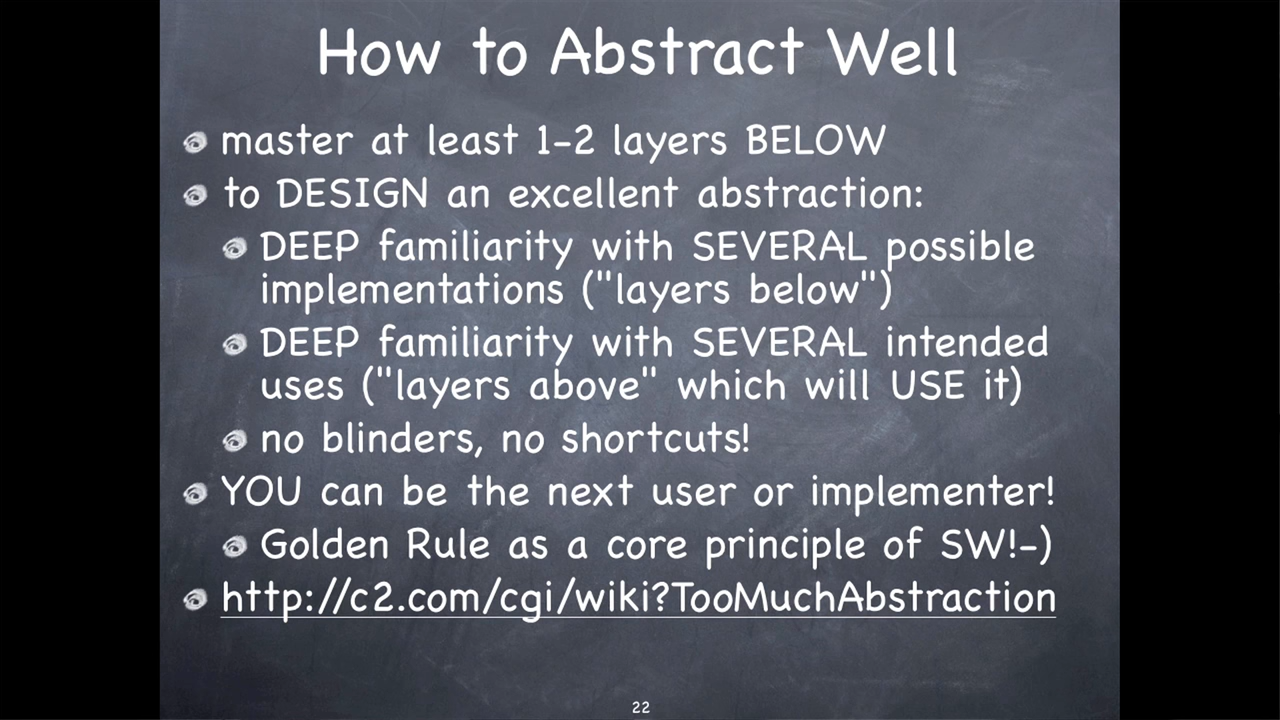 How to Abstract Well
master at least 1-2 layers BELOW
to DESIGN an excellent abstraction:
DEEP familiarity with SEVERAL possible
implementations ("layers below")
DEEP familiarity with SEVERAL intended
uses ("layers above" which will USE it)
no blinders, no shortcuts!
YOU can be the next user or implementer!
Golden Rule as a core principle of SW!-)
http://c2.com/cgi/wiki?TooMuchAbstraction
22